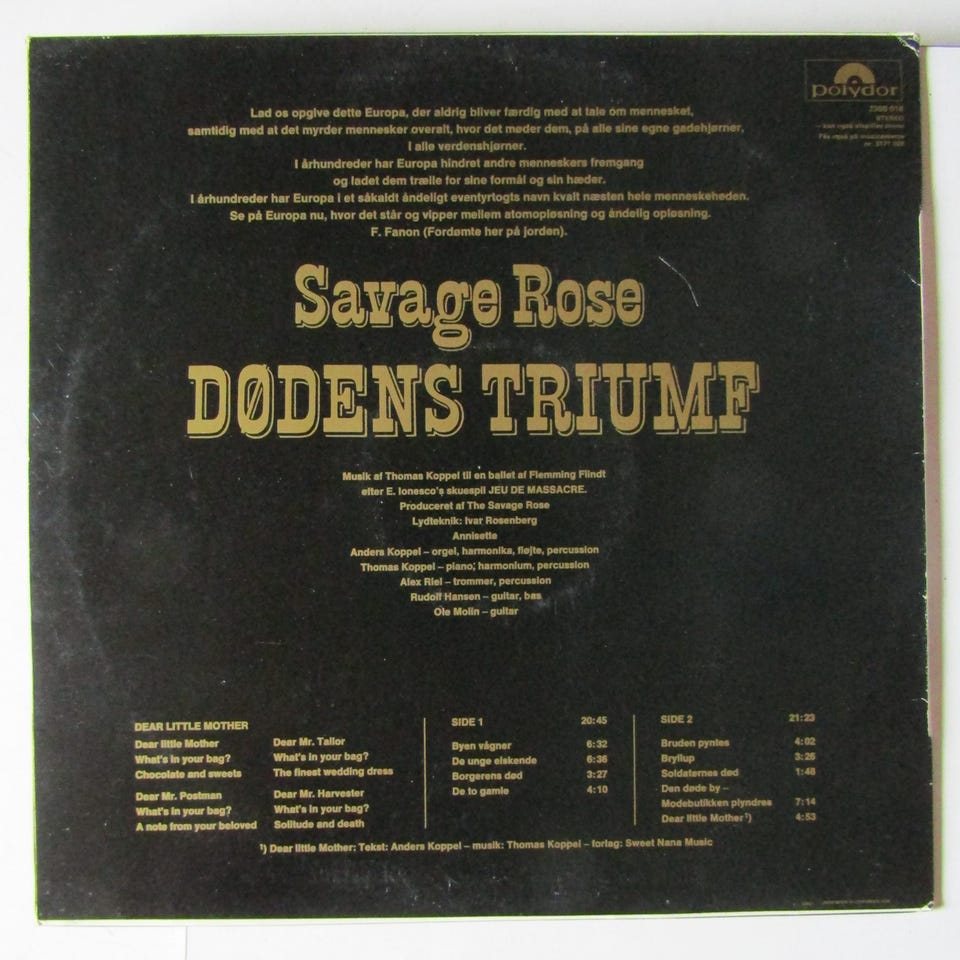 polydor
STEREO
Lad os opgive dette Europa, der aldrig bliver færdig med at tale om mennesket,
samtidig med at det myrder mennesker overalt, hvor det møder dem, på alle sine egne gadehjørner,
i alle verdenshjørner.
I århundreder har Europa hindret andre menneskers fremgang
og ladet dem trælle for sine formål og sin hæder.
I århundreder har Europa i et såkaldt åndeligt eventyrtogts navn kvalt næsten hele menneskeheden.
Se på Europa nu, hvor det står og vipper mellem atomopløsning og åndelig opløsning.
F. Fanon (Fordømte her på jorden).
Savage Rose
DØDENS TRIUMF
Musik af Thomas Koppel til en ballet af Flemming Flindt
efter E. Ionesco's skuespil JEU DE MASSACRE.
Produceret af The Savage Rose
Lydteknik: Ivar Rosenberg
Annisette
Anders Koppel – orgel, harmonika, fløjte, percussion
Thomas Koppel – piano, harmonium, percussion
Alex Riel – trommer, percussion
Rudolf Hansen – guitar, bas
Ole Molin – guitar
DEAR LITTLE MOTHER
Dear little Mother
What's in your bag?
Chocolate and sweets
Dear Mr. Postman
What's in your bag?
A note from your beloved
Dear Mr. Tailor
What's in your bag?
The finest wedding dress
Dear Mr. Harvester
What's in your bag?
Solitude and death
SIDE 1 20:45
Byen vågner 6:32
De unge elskende 6:36
Borgerens død 3:27
De to gamle 4:10
SIDE 2 21:23
Bruden pyntes 4:02
Bryllup 3:26
Soldaternes død 1:48
Den døde by –
Modebutikken plyndres 7:14
Dear little Mother¹) 4:53
¹) Dear little Mother: Tekst: Anders Koppel – musik: Thomas Koppel – forlag: Sweet Nana Music